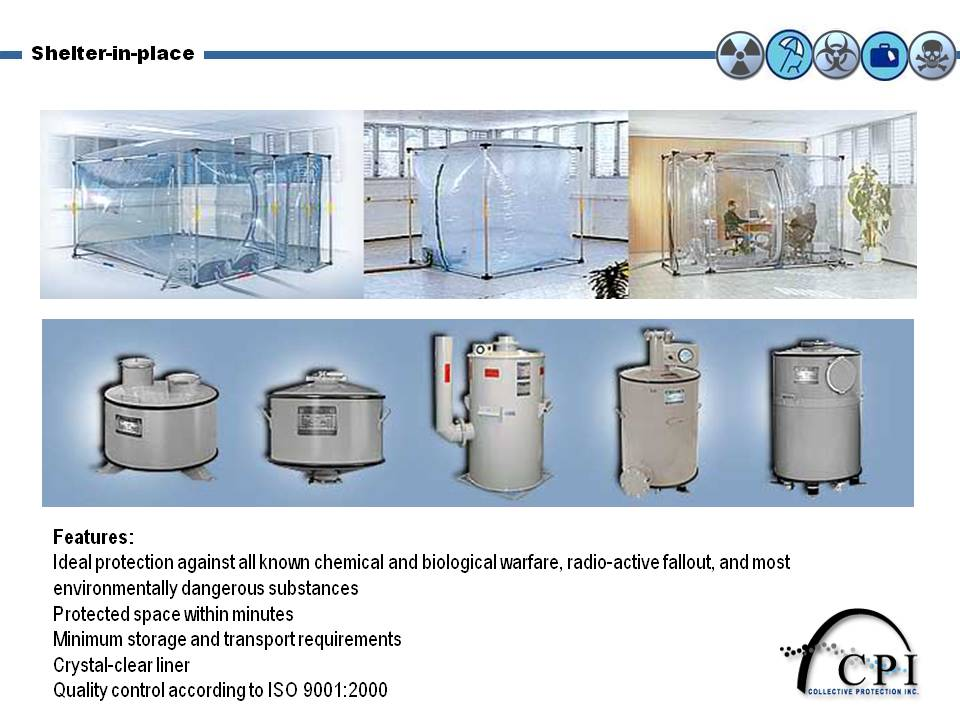 Shelter-in-place
Features:
Ideal protection against all known chemical and biological warfare, radio-active fallout, and most
environmentally dangerous substances
Protected space within minutes
Minimum storage and transport requirements
Crystal-clear liner
Quality control according to ISO 9001:2000
CPI
COLLECTIVE PROTECTION INC.